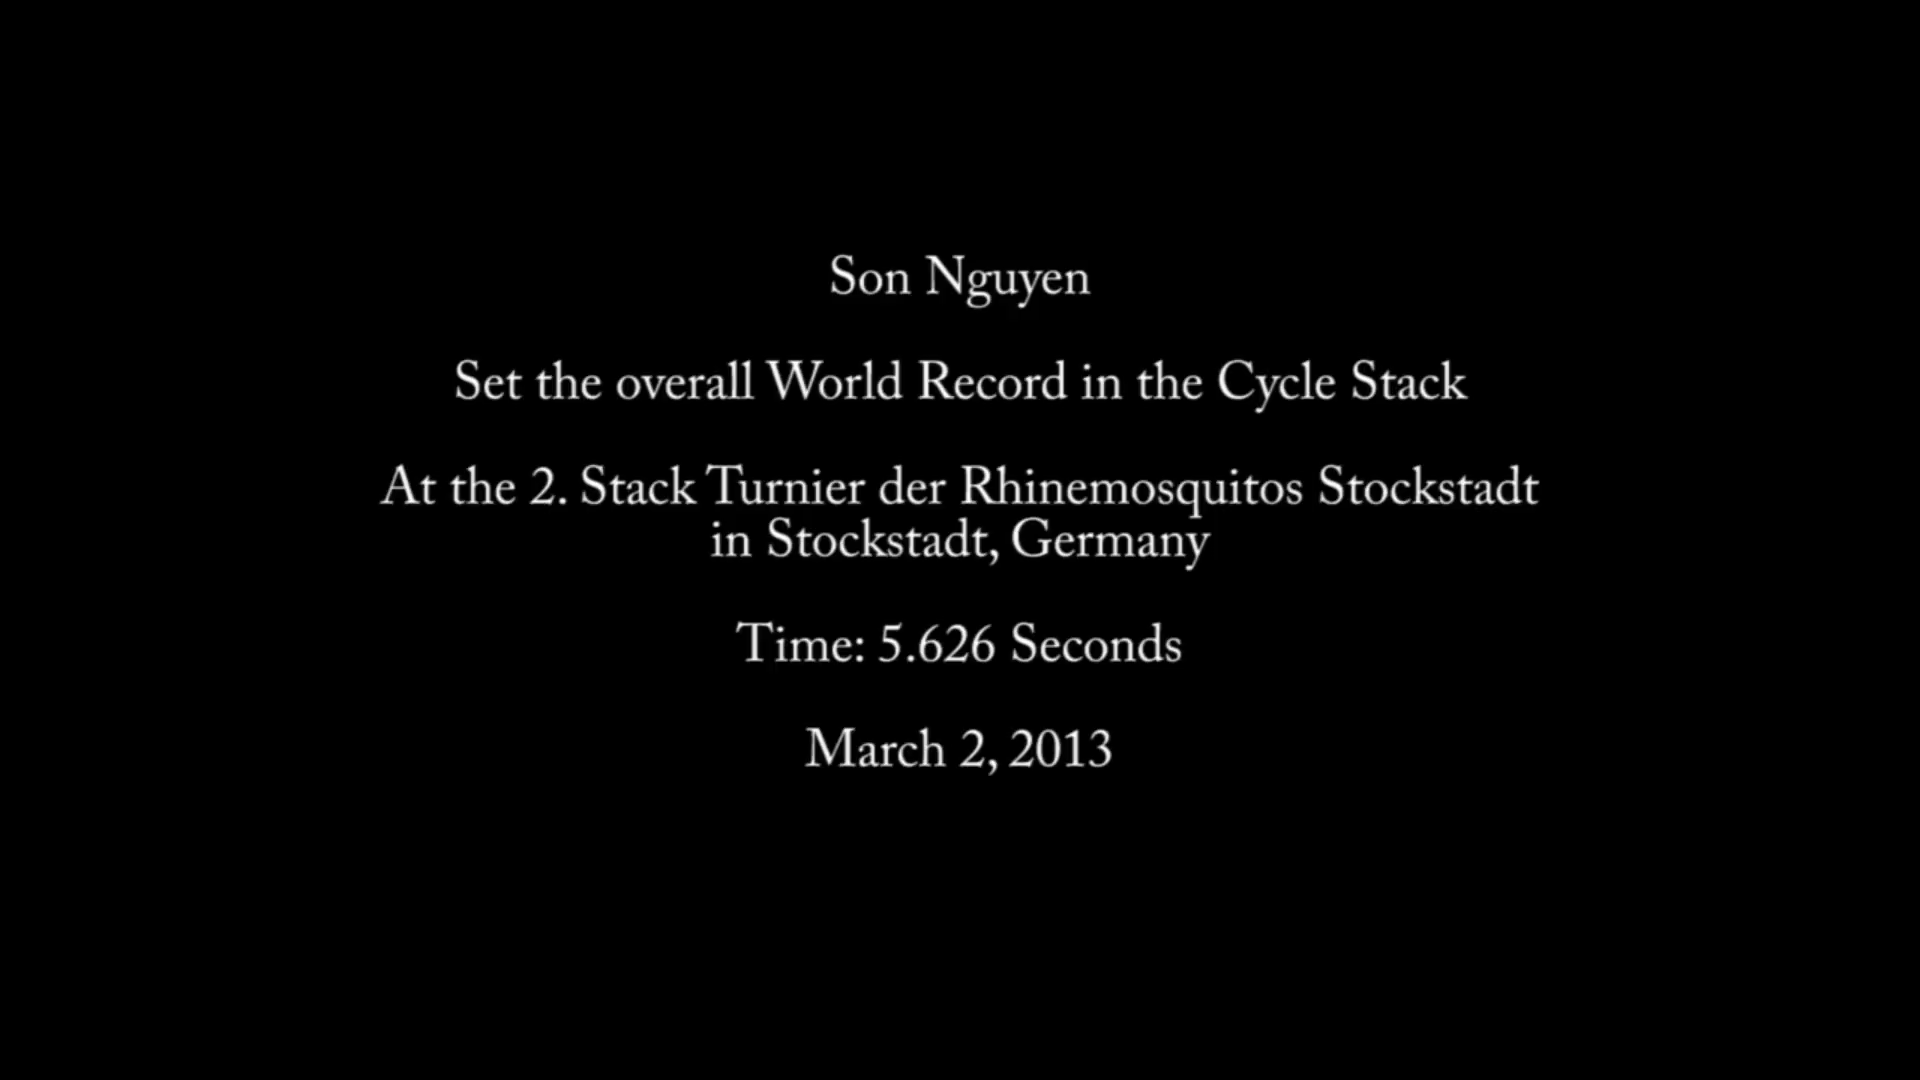 Son Nguyen
Set the overall World Record in the Cycle Stack
At the 2. Stack Turnier der Rhinemosquitos Stockstadt
in Stockstadt, Germany
Time: 5.626 Seconds
March 2, 2013